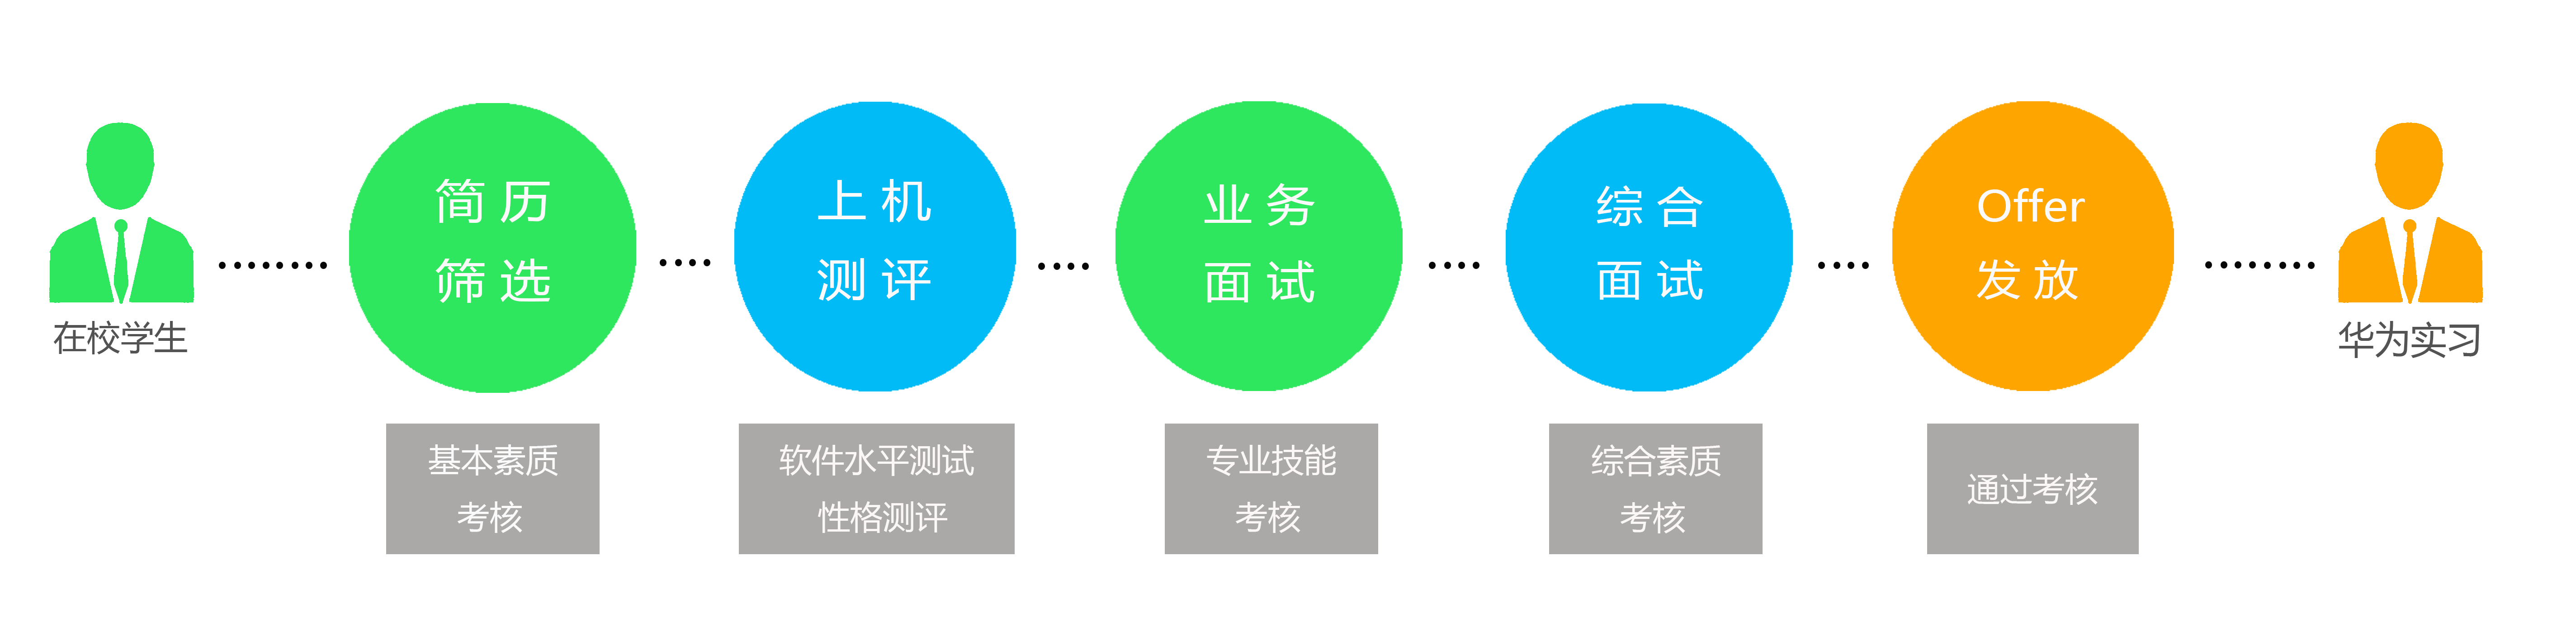 在校学生
简历
筛选
基本素质
考核
上机
测评
软件水平测试
性格测评
业务
面试
专业技能
考核
综合
面试
综合素质
考核
Offer
发放
通过考核
华为实习